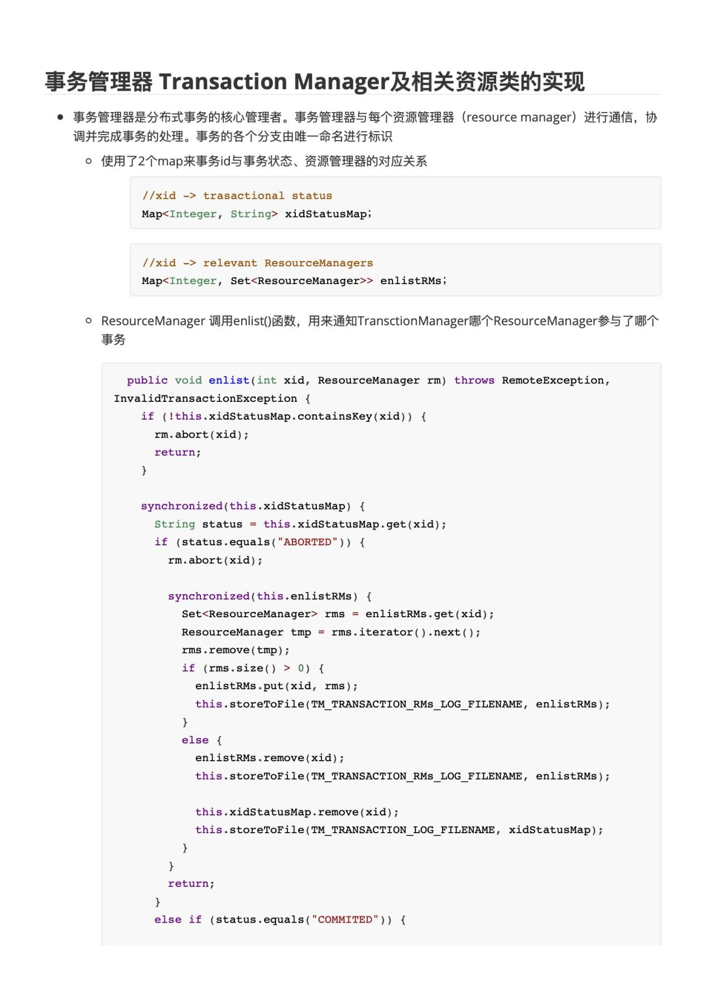 事务管理器 Transaction Manager及相关资源类的实现
• 事务管理器是分布式事务的核心管理者。事务管理器与每个资源管理器（resource manager）进行通信，协
调并完成事务的处理。事务的各个分支由唯一命名进行标识
◦ 使用了2个map来事务id与事务状态、资源管理器的对应关系
//xid -> trasactional status
Map<Integer, String> xidStatusMap;
//xid -> relevant ResourceManagers
Map<Integer, Set<ResourceManager>> enlistRMs;
◦ ResourceManager 调用enlist()函数，用来通知TransctionManager哪个ResourceManager参与了哪个
事务
  public void enlist(int xid, ResourceManager rm) throws RemoteException,
InvalidTransactionException {
    if (!this.xidStatusMap.containsKey(xid)) {
      rm.abort(xid);
      return;
    }
    synchronized(this.xidStatusMap) {
      String status = this.xidStatusMap.get(xid);
      if (status.equals("ABORTED")) {
        rm.abort(xid);
        synchronized(this.enlistRMs) {
          Set<ResourceManager> rms = enlistRMs.get(xid);
          ResourceManager tmp = rms.iterator().next();
          rms.remove(tmp);
          if (rms.size() > 0) {
            enlistRMs.put(xid, rms);
            this.storeToFile(TM_TRANSACTION_RMs_LOG_FILENAME, enlistRMs);
          }
          else {
            enlistRMs.remove(xid);
            this.storeToFile(TM_TRANSACTION_RMs_LOG_FILENAME, enlistRMs);
            this.xidStatusMap.remove(xid);
            this.storeToFile(TM_TRANSACTION_LOG_FILENAME, xidStatusMap);
          }
        }
        return;
      }
      else if (status.equals("COMMITED")) {